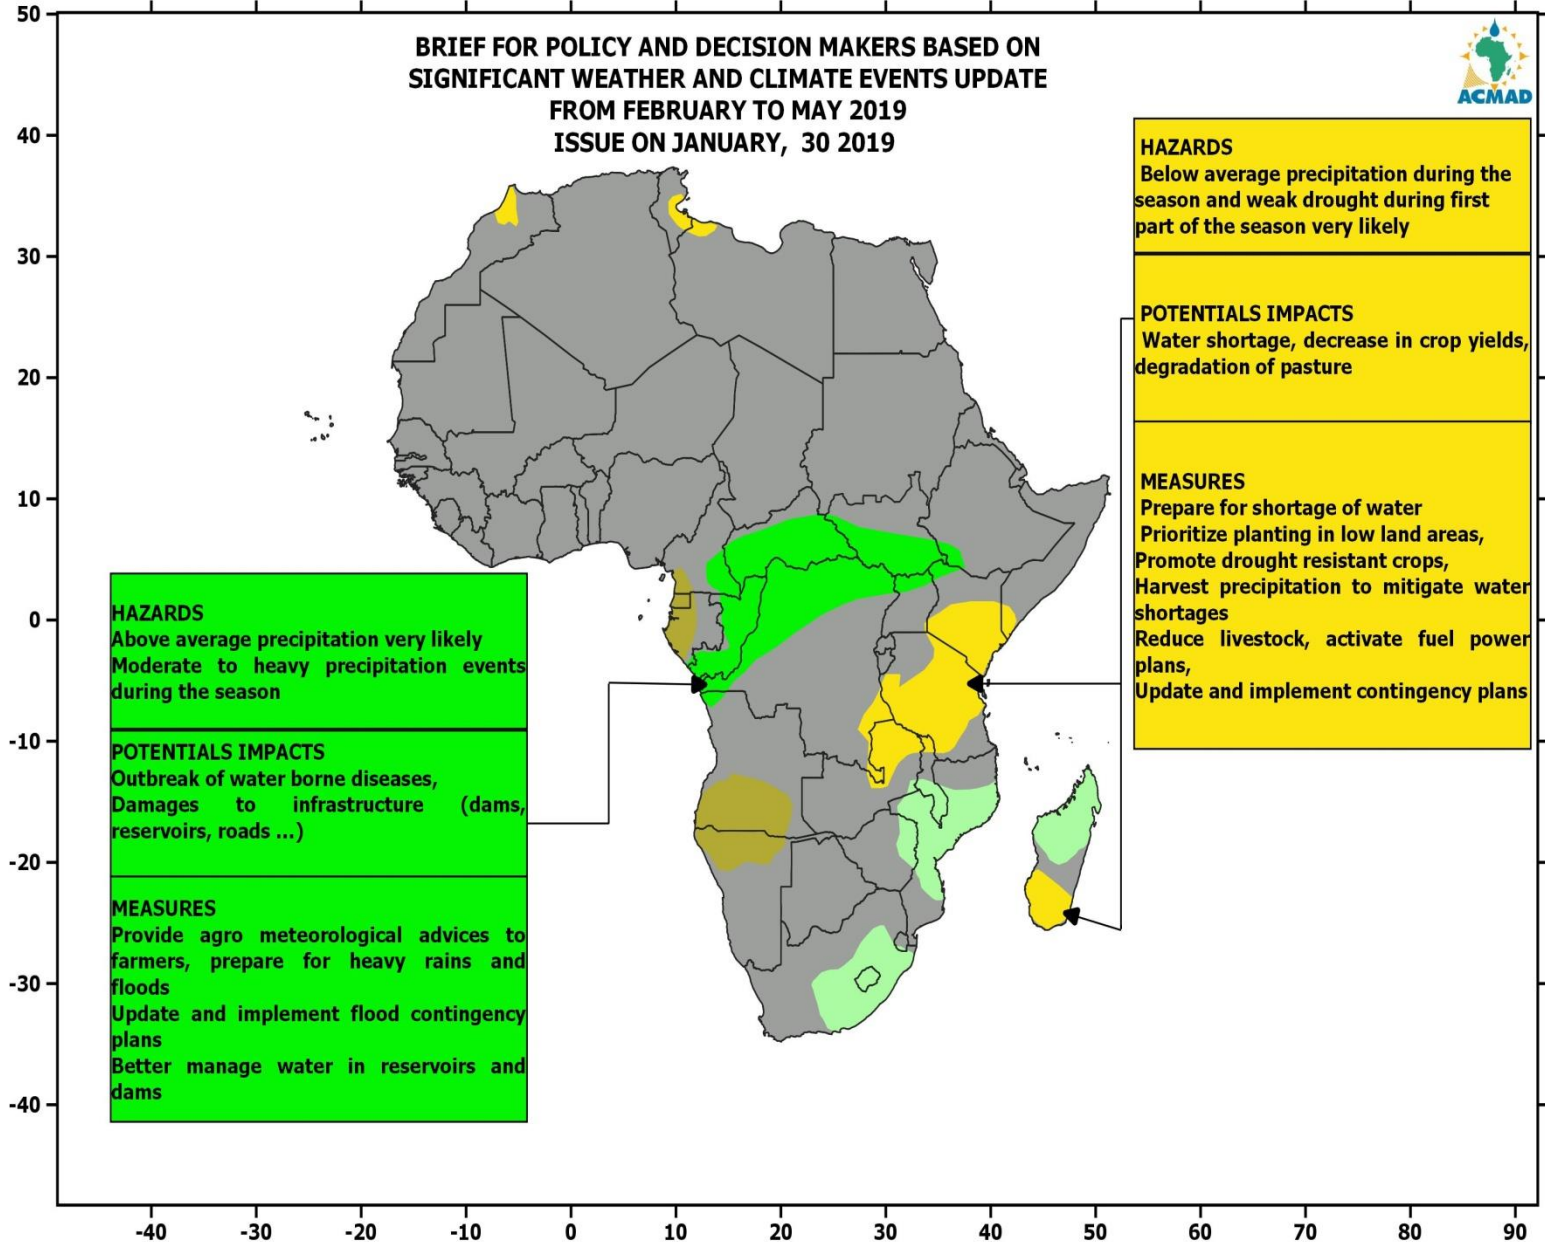 BRIEF FOR POLICY AND DECISION MAKERS BASED ON
SIGNIFICANT WEATHER AND CLIMATE EVENTS UPDATE
FROM FEBRUARY TO MAY 2019
ISSUE ON JANUARY, 30 2019
ACMAD
HAZARDS
Below average precipitation during the
season and weak drought during first
part of the season very likely
POTENTIALS IMPACTS
Water shortage, decrease in crop yields,
degradation of pasture
MEASURES
Prepare for shortage of water
Prioritize planting in low land areas,
Promote drought resistant crops,
Harvest precipitation to mitigate water
shortages
Reduce livestock, activate fuel power
plans,
Update and implement contingency plans
HAZARDS
Above average precipitation very likely
Moderate to heavy precipitation events
during the season
POTENTIALS IMPACTS
Outbreak of water borne diseases,
Damages to infrastructure (dams,
reservoirs, roads ...)
MEASURES
Provide agro meteorological advices to
farmers, prepare for heavy rains and
floods
Update and implement flood contingency
plans
Better manage water in reservoirs and
dams
50
40
30
20
10
0
-10
-20
-30
-40
-40 -30 -20 -10 0 10 20 30 40 50 60 70 80 90